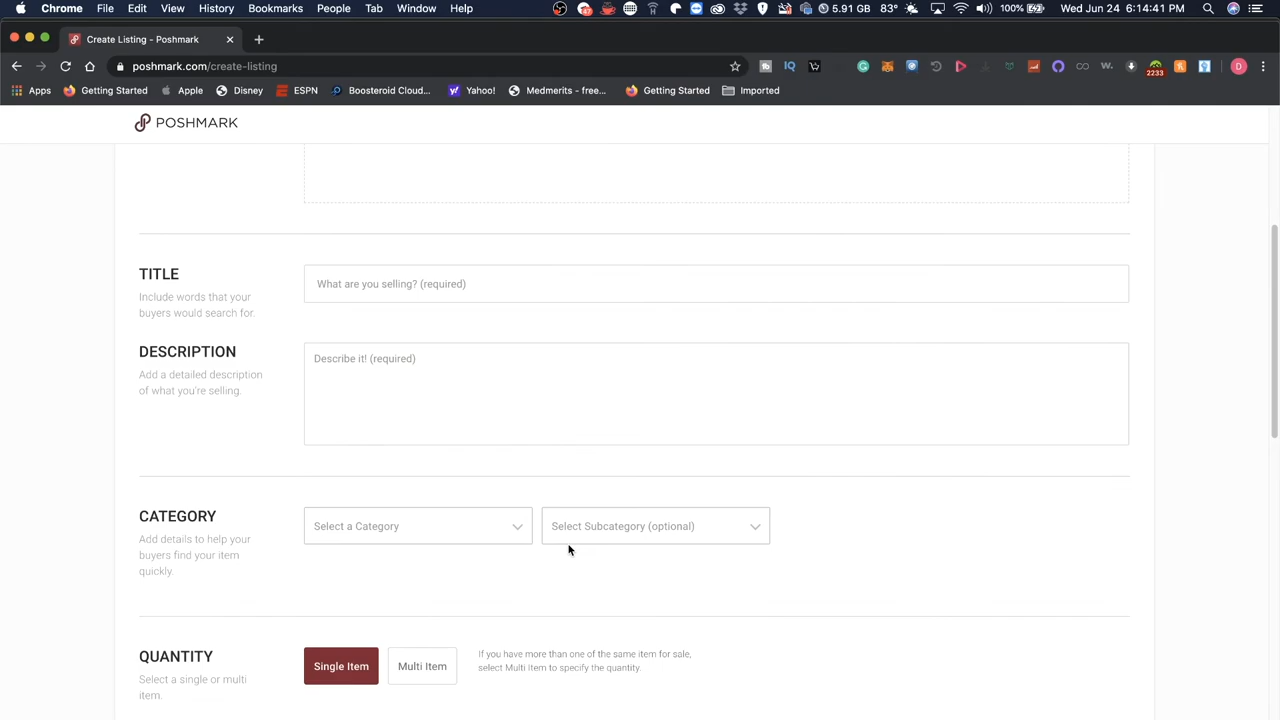 Chrome File Edit View History Bookmarks People Tab Window Help 5.91 GB 83° 100% Wed Jun 24 6:14:41 PM
Create Listing - Poshmark
poshmark.com/create-listing
2233
D
Apps Getting Started Apple Disney ESPN Boosteroid Cloud... Yahoo! Medmerits - free... Getting Started Imported
POSHMARK
TITLE
Include words that your
buyers would search for.
What are you selling? (required)
DESCRIPTION
Add a detailed description
of what you're selling.
Describe it! (required)
CATEGORY
Add details to help your
buyers find your item
quickly.
Select a Category
Select Subcategory (optional)
QUANTITY
Select a single or multi
item.
Single Item
Multi Item
If you have more than one of the same item for sale,
select Multi Item to specify the quantity.